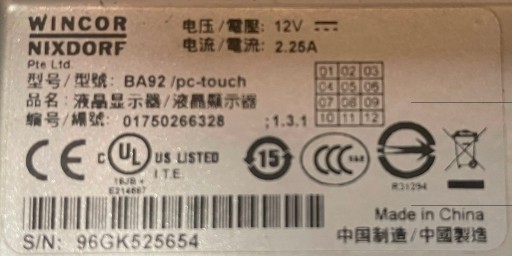 WINCOR
NIXDORF
Pte Ltd.
电压/電壓: 12V
电流/電流: 2.25A
型号/型號: BA92 /pc-touch
品名: 液晶显示器/液晶顯示器
编号/編號: 01750266328 ;1.3.1
01 02 03
04 05 06
07 08 09
10 11 12
CE
c UL US LISTED
I.T.E.
E214667
15
CCC
R31294
Made in China
中国制造/中國製造
S/N: 96GK525654